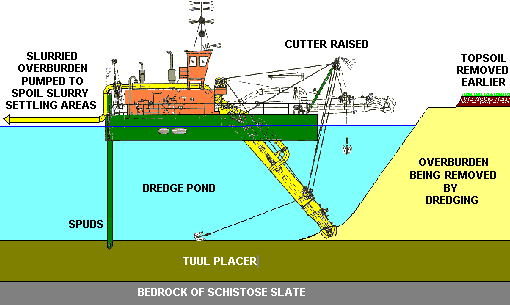 SLURRIED
OVERBURDEN
PUMPED TO
SPOIL SLURRY
SETTLING AREAS
CUTTER RAISED
TOPSOIL
REMOVED
EARLIER
OVERBURDEN
BEING REMOVED
BY
DREDGING
DREDGE POND
SPUDS
TUUL PLACER
BEDROCK OF SCHISTOSE SLATE